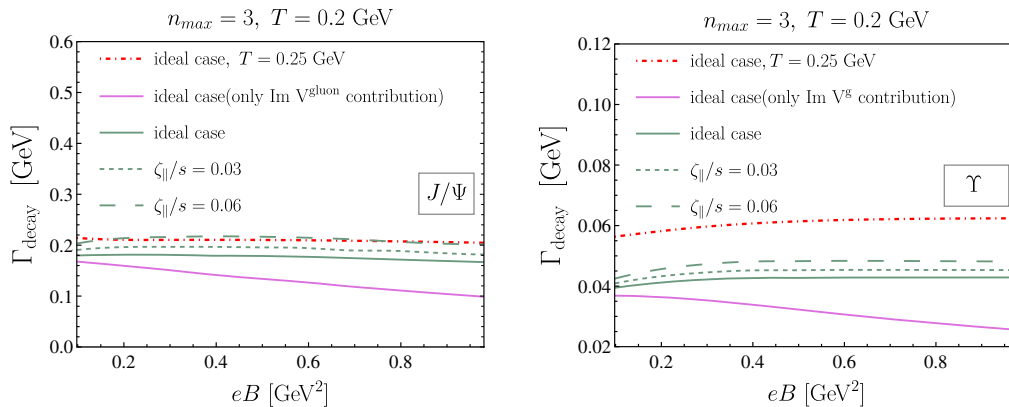 n_max = 3, T = 0.2 GeV
Γ_decay [GeV]
0.6
0.5
0.4
0.3
0.2
0.1
0.0
ideal case, T = 0.25 GeV
ideal case(only Im V^gluon contribution)
ideal case
ζ_∥/s = 0.03
ζ_∥/s = 0.06
J/Ψ
0.2 0.4 0.6 0.8
eB [GeV²]
n_max = 3, T = 0.2 GeV
Γ_decay [GeV]
0.12
0.10
0.08
0.06
0.04
0.02
ideal case, T = 0.25 GeV
ideal case(only Im V^g contribution)
ideal case
ζ_∥/s = 0.03
ζ_∥/s = 0.06
Υ
0.2 0.4 0.6 0.8
eB [GeV²]